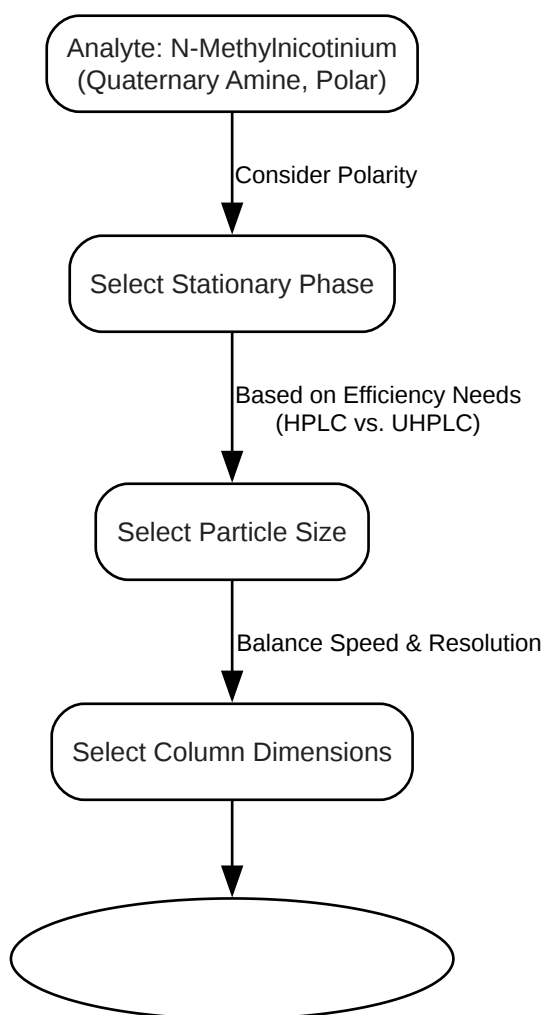 Analyte: N-Methylnicotinium
(Quaternary Amine, Polar)
Consider Polarity
Select Stationary Phase
Based on Efficiency Needs
(HPLC vs. UHPLC)
Select Particle Size
Balance Speed & Resolution
Select Column Dimensions